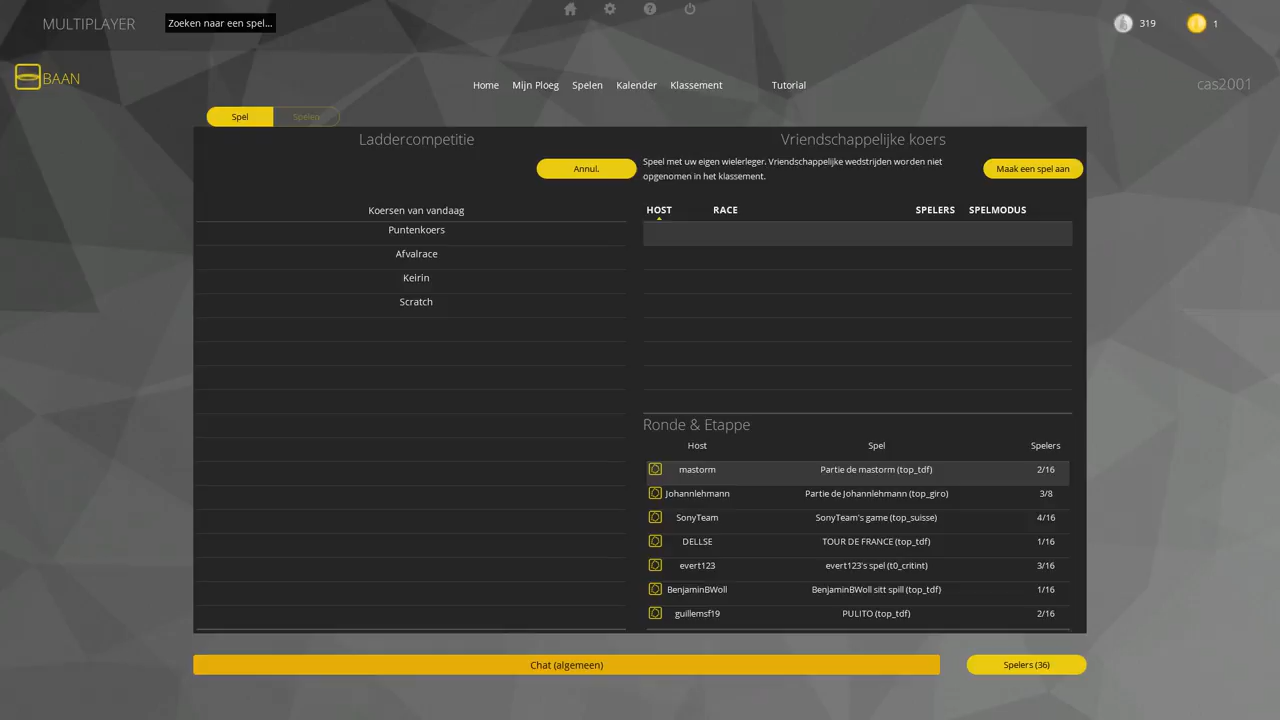 MULTIPLAYER
Zoeken naar een spel...
319
1
BAAN
Home Mijn Ploeg Spelen Kalender Klassement Tutorial
cas2001
Spel
Spelen
Laddercompetitie
Annul.
Koersen van vandaag
Puntenkoers
Afvalrace
Keirin
Scratch
Vriendschappelijke koers
Speel met uw eigen wielerleger. Vriendschappelijke wedstrijden worden niet
opgenomen in het klassement.
Maak een spel aan
HOST RACE SPELERS SPELMODUS
Ronde & Etappe
Host Spel Spelers
mastorm Partie de mastorm (top_tdf) 2/16
Johannlehmann Partie de Johannlehmann (top_giro) 3/8
SonyTeam SonyTeam's game (top_suisse) 4/16
DELLSE TOUR DE FRANCE (top_tdf) 1/16
evert123 evert123's spel (t0_critint) 3/16
BenjaminBWoll BenjaminBWoll sitt spill (top_tdf) 1/16
guillemsf19 PULITO (top_tdf) 2/16
Chat (algemeen)
Spelers (36)